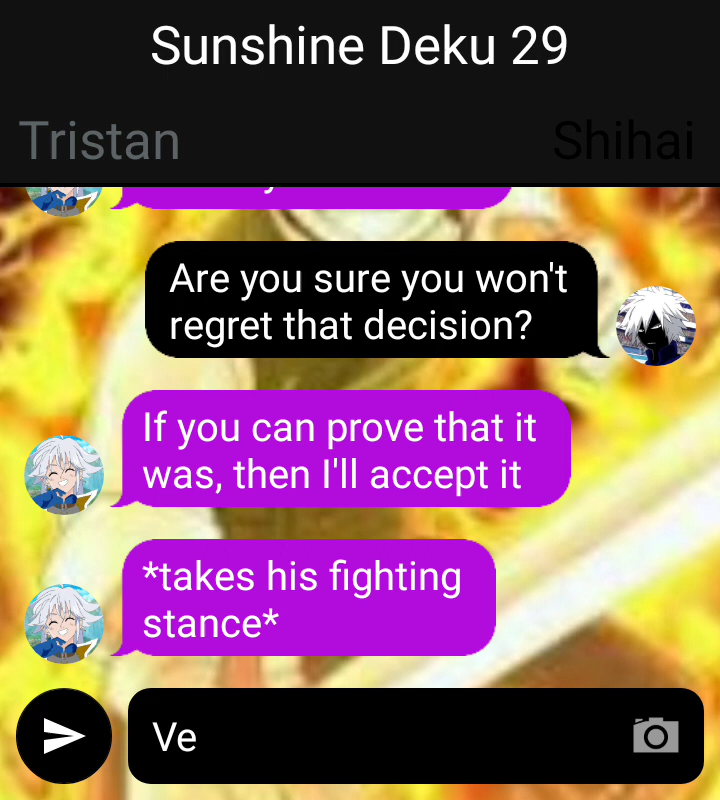 Sunshine Deku 29
Tristan
Shihai
Are you sure you won't
regret that decision?
If you can prove that it
was, then I'll accept it
*takes his fighting
stance*
Ve